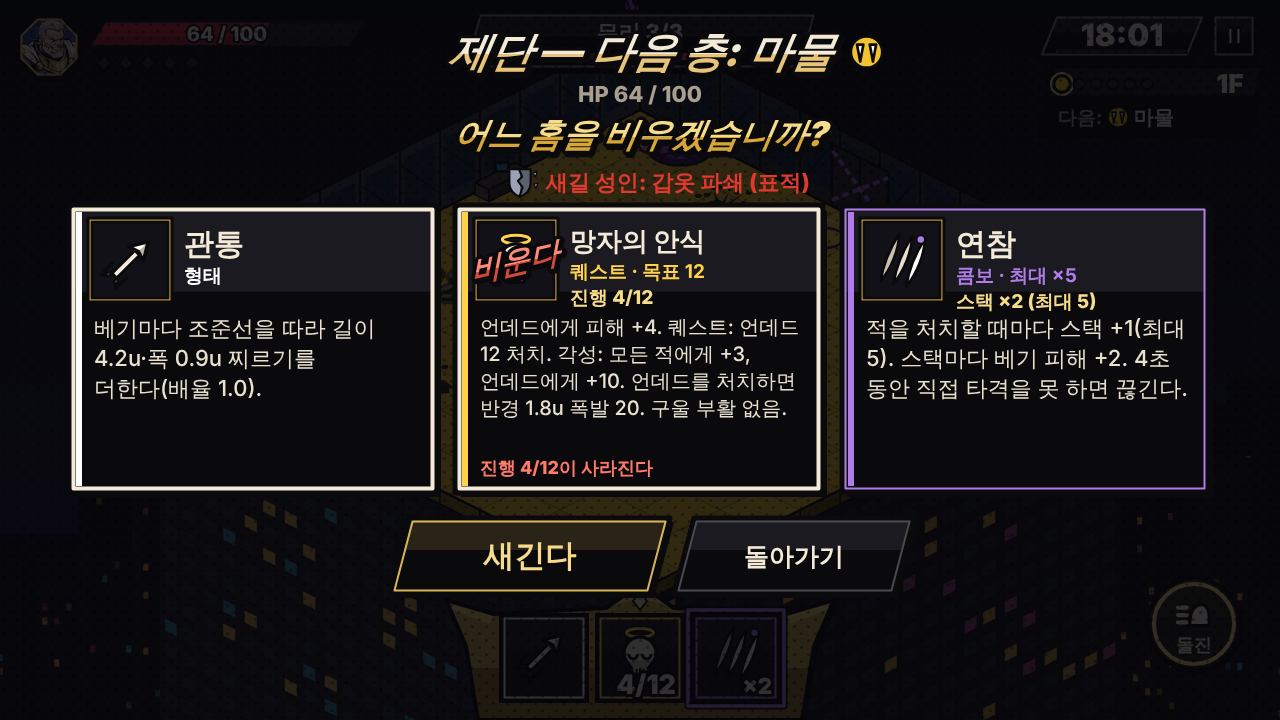 64 / 100
무리 3/3
18:01
제단 — 다음 층: 마물
1F
HP 64 / 100
다음: 마물
어느 홈을 비우겠습니까?
새길 성인: 갑옷 파쇄 (표적)
관통
형태
베기마다 조준선을 따라 길이
4.2u·폭 0.9u 찌르기를
더한다(배율 1.0).
비운다
망자의 안식
퀘스트 · 목표 12
진행 4/12
언데드에게 피해 +4. 퀘스트: 언데드
12 처치. 각성: 모든 적에게 +3,
언데드에게 +10. 언데드를 처치하면
반경 1.8u 폭발 20. 구울 부활 없음.
진행 4/12이 사라진다
연참
콤보 · 최대 ×5
스택 ×2 (최대 5)
적을 처치할 때마다 스택 +1(최대
5). 스택마다 베기 피해 +2. 4초
동안 직접 타격을 못 하면 끊긴다.
새긴다
돌아가기
돌진
4/12
×2